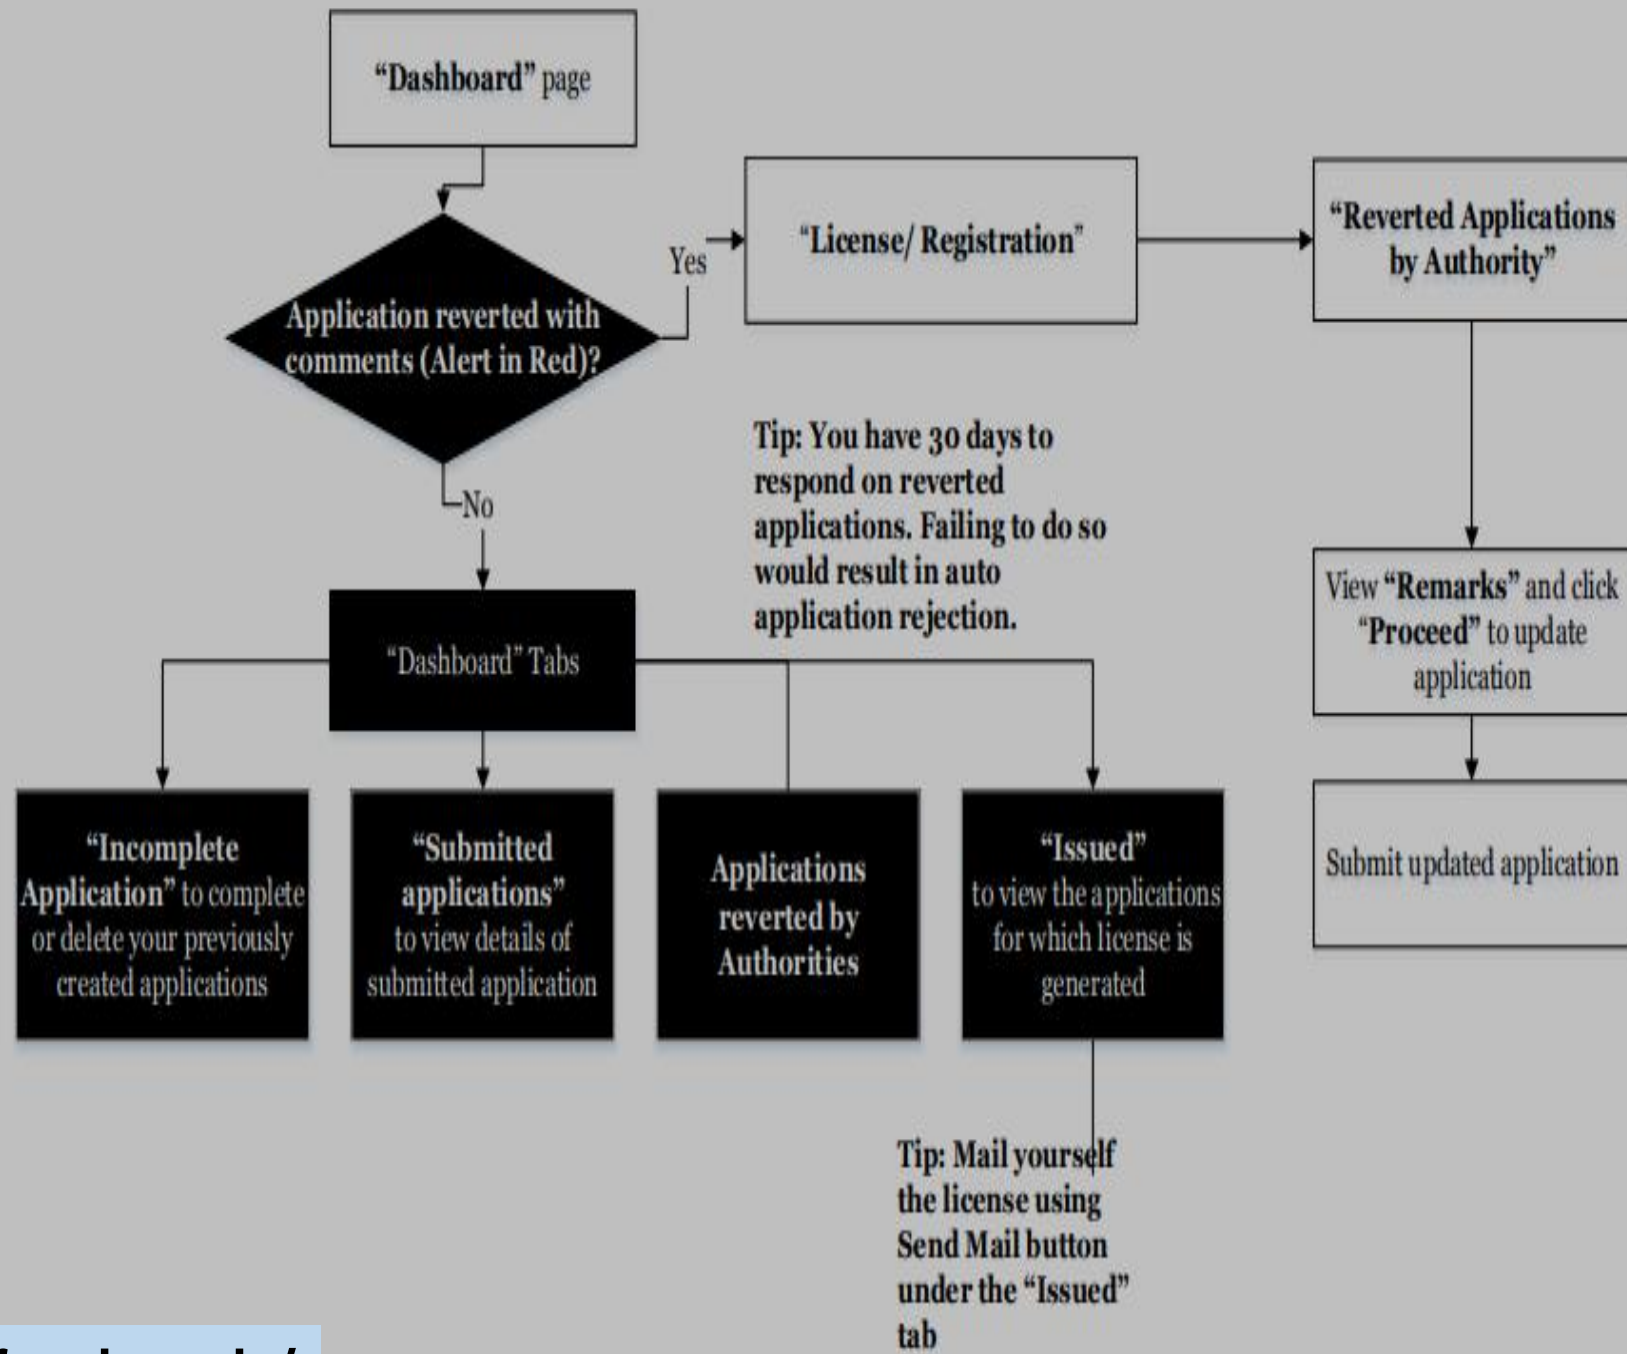 “Dashboard” page
Application reverted with
comments (Alert in Red)?
Yes
“License/ Registration”
“Reverted Applications
by Authority”
No
Tip: You have 30 days to
respond on reverted
applications. Failing to do so
would result in auto
application rejection.
View “Remarks” and click
“Proceed” to update
application
Submit updated application
“Dashboard” Tabs
“Incomplete
Application” to complete
or delete your previously
created applications
“Submitted
applications”
to view details of
submitted application
Applications
reverted by
Authorities
“Issued”
to view the applications
for which license is
generated
Tip: Mail yourself
the license using
Send Mail button
under the “Issued”
tab